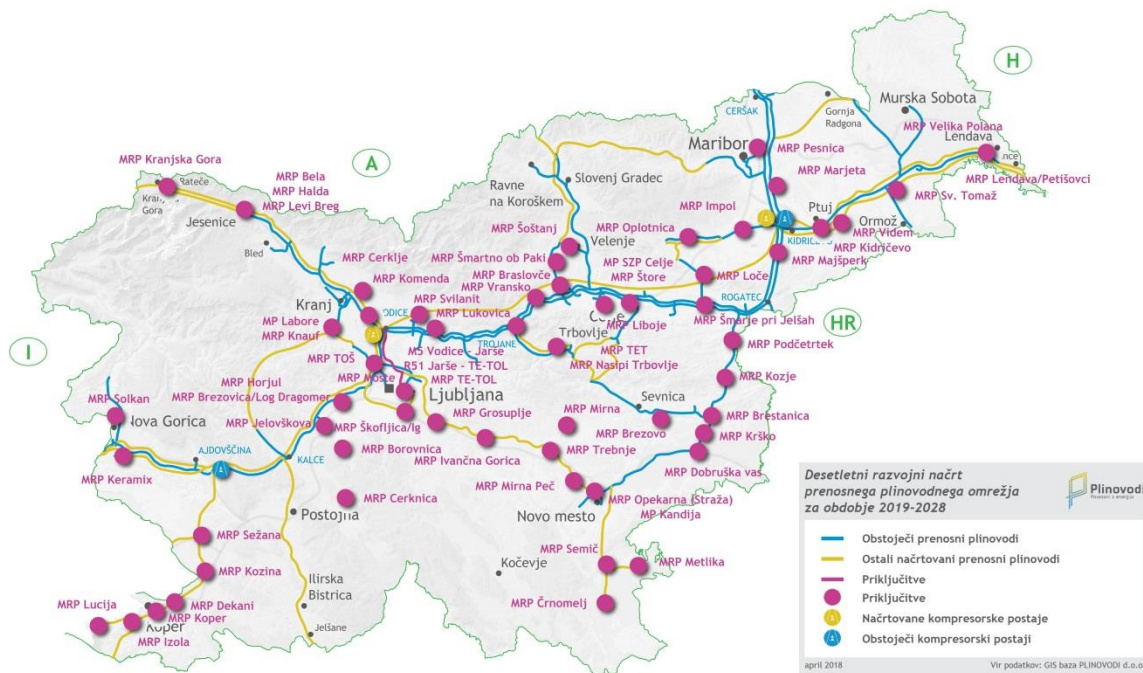 H
Murska Sobota
CERŠAK
Gornja
Radgona
MRP Velika Polana
Lendava
Maribor
MRP Pesnica
MRP Kranjska Gora
A
MRP Bela
MRP Halda
MRP Levi Breg
Rateče
Gora
Jesenice
Bled
Slovenj Gradec
Ravne
na Koroškem
MRP Marjeta
MRP Lendava/Petišovci
MRP Sv. Tomaž
MRP Impol
Ptuj
Ormož
MRP Šoštanj
MRP Oplotnica
Velenje
MRP Videm
MRP Kidričevo
MRP Majšperk
MRP Cerklje
MRP Šmartno ob Paki
MP SZP Celje
MRP Komenda
MRP Braslovče
MRP Štore
MRP Loče
MRP Vransko
Kranj
MRP Svilanit
ROGATEC
MP Labore
MRP Lukovica
MRP Liboje
MRP Šmarje pri Jelšah
HR
MRP Knauf
TROJANE
Trbovlje
MRP Podčetrtek
I
M5 Vodice - Jarše
MRP TET
MRP TOŠ
R51 Jarše - TE-TOL
MRP Nasipi Trbovlje
MRP Moste
MRP TE-TOL
MRP Kozje
MRP Horjul
Ljubljana
MRP Brezovica/Log Dragomer
Sevnica
MRP Solkan
MRP Grosuplje
MRP Mirna
MRP Brestanica
Nova Gorica
MRP Jelovškova
MRP Škofljica/Ig
MRP Brezovo
MRP Krško
AJDOVŠČINA
MRP Borovnica
MRP Trebnje
KALCE
MRP Ivančna Gorica
MRP Dobruška vas
MRP Keramix
MRP Mirna Peč
MRP Cerknica
MRP Opekarna (Straža)
Postojna
Novo mesto
MP Kandija
MRP Sežana
MRP Semič
Kočevje
MRP Metlika
MRP Kozina
Ilirska
Bistrica
MRP Lucija
MRP Dekani
MRP Črnomelj
MRP Koper
Koper
MRP Izola
Jelšane
Desetletni razvojni načrt
prenosnega plinovodnega omrežja
za obdobje 2019-2028
Plinovodi
Povezani z energijo
Obstoječi prenosni plinovodi
Ostali načrtovani prenosni plinovodi
Priključitve
Priključitve
Načrtovane kompresorske postaje
Obstoječi kompresorski postaji
april 2018
Vir podatkov: GIS baza PLINOVODI d.o.o.